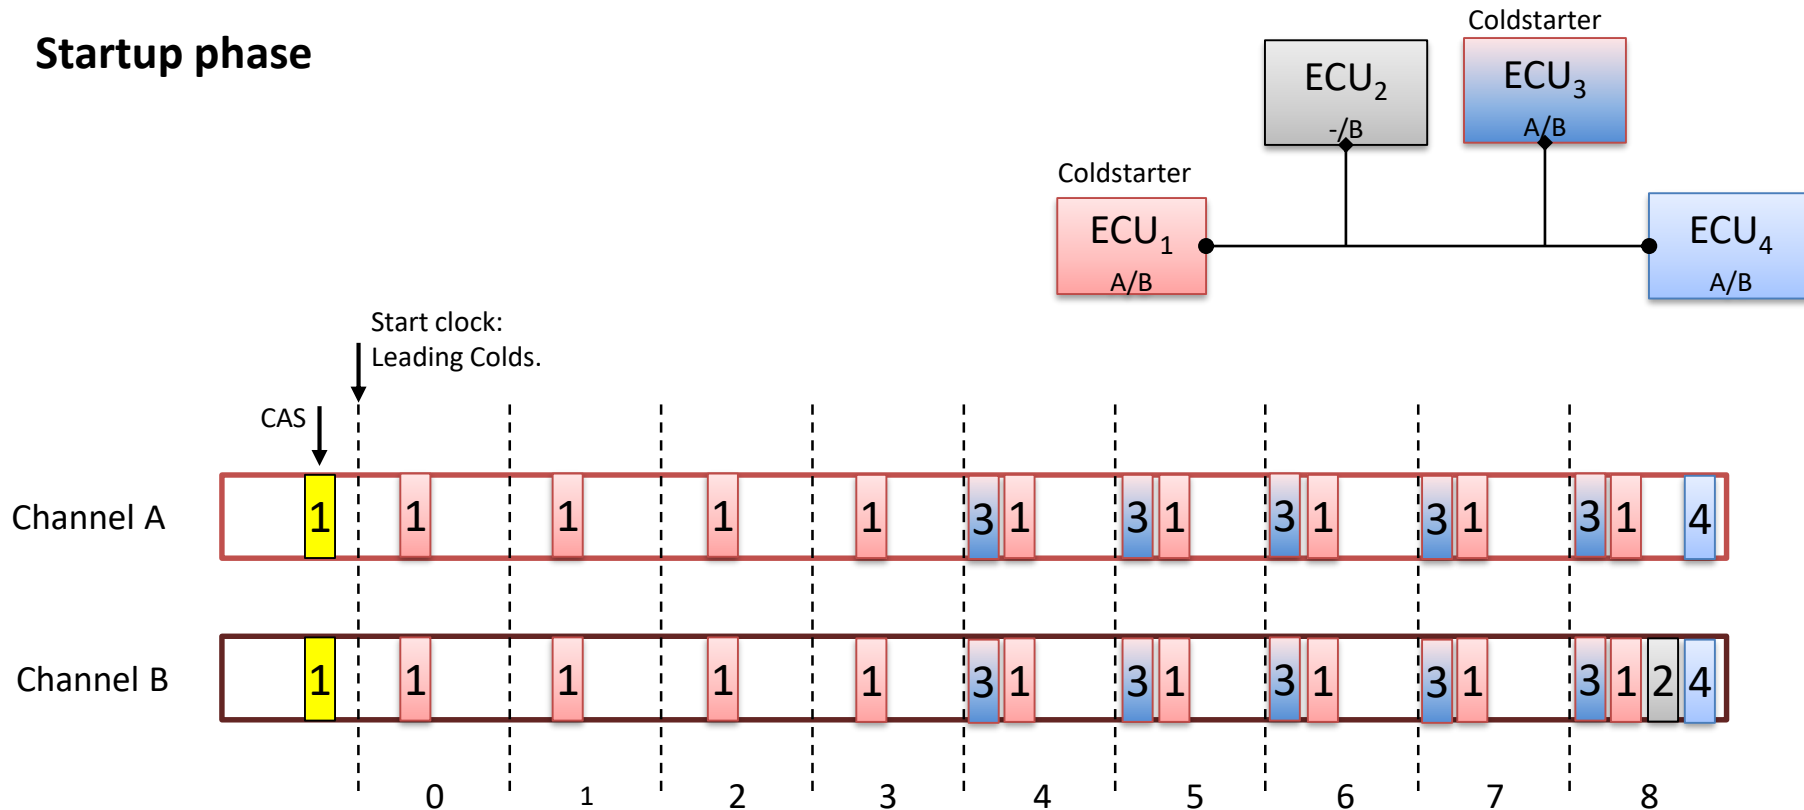 Startup phase
Coldstarter
ECU2
-/B
ECU3
A/B
Coldstarter
ECU1
A/B
ECU4
A/B
Start clock:
Leading Colds.
CAS
Channel A
1 1 1 1 1 3 1 3 1 3 1 3 1 3 1 4
Channel B
1 1 1 1 1 3 1 3 1 3 1 3 1 3 1 2 4
0 1 2 3 4 5 6 7 8